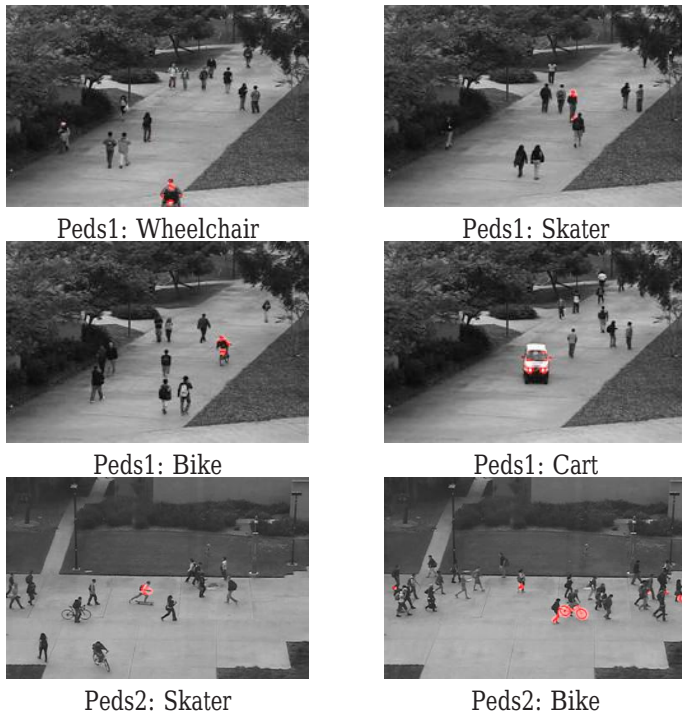 Peds1: Wheelchair
Peds1: Skater
Peds1: Bike
Peds1: Cart
Peds2: Skater
Peds2: Bike